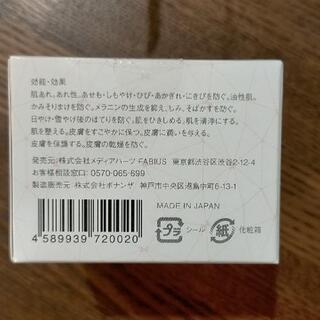 効能・効果
肌あれ。あれ性。あせも・しもやけ・ひび・あかぎれ・にきびを防ぐ。油性肌。
かみそりまけを防ぐ。メラニンの生成を抑え、しみ、そばかすを防ぐ。
日やけ・雪やけ後のほてりを防ぐ。肌をひきしめる。肌を清浄にする。
肌を整える。皮膚をすこやかに保つ。皮膚に潤いを与える。
皮膚を保護する。皮膚の乾燥を防ぐ。
発売元:株式会社メディアハーツ FABIUS 東京都渋谷区渋谷2-12-4
お客様相談窓口: 0570-065-699
製造販売元 株式会社ボナンザ 神戸市中央区港島中町6-13-1
MADE IN JAPAN
4 589939 720020
プラ シール 紙 化粧箱